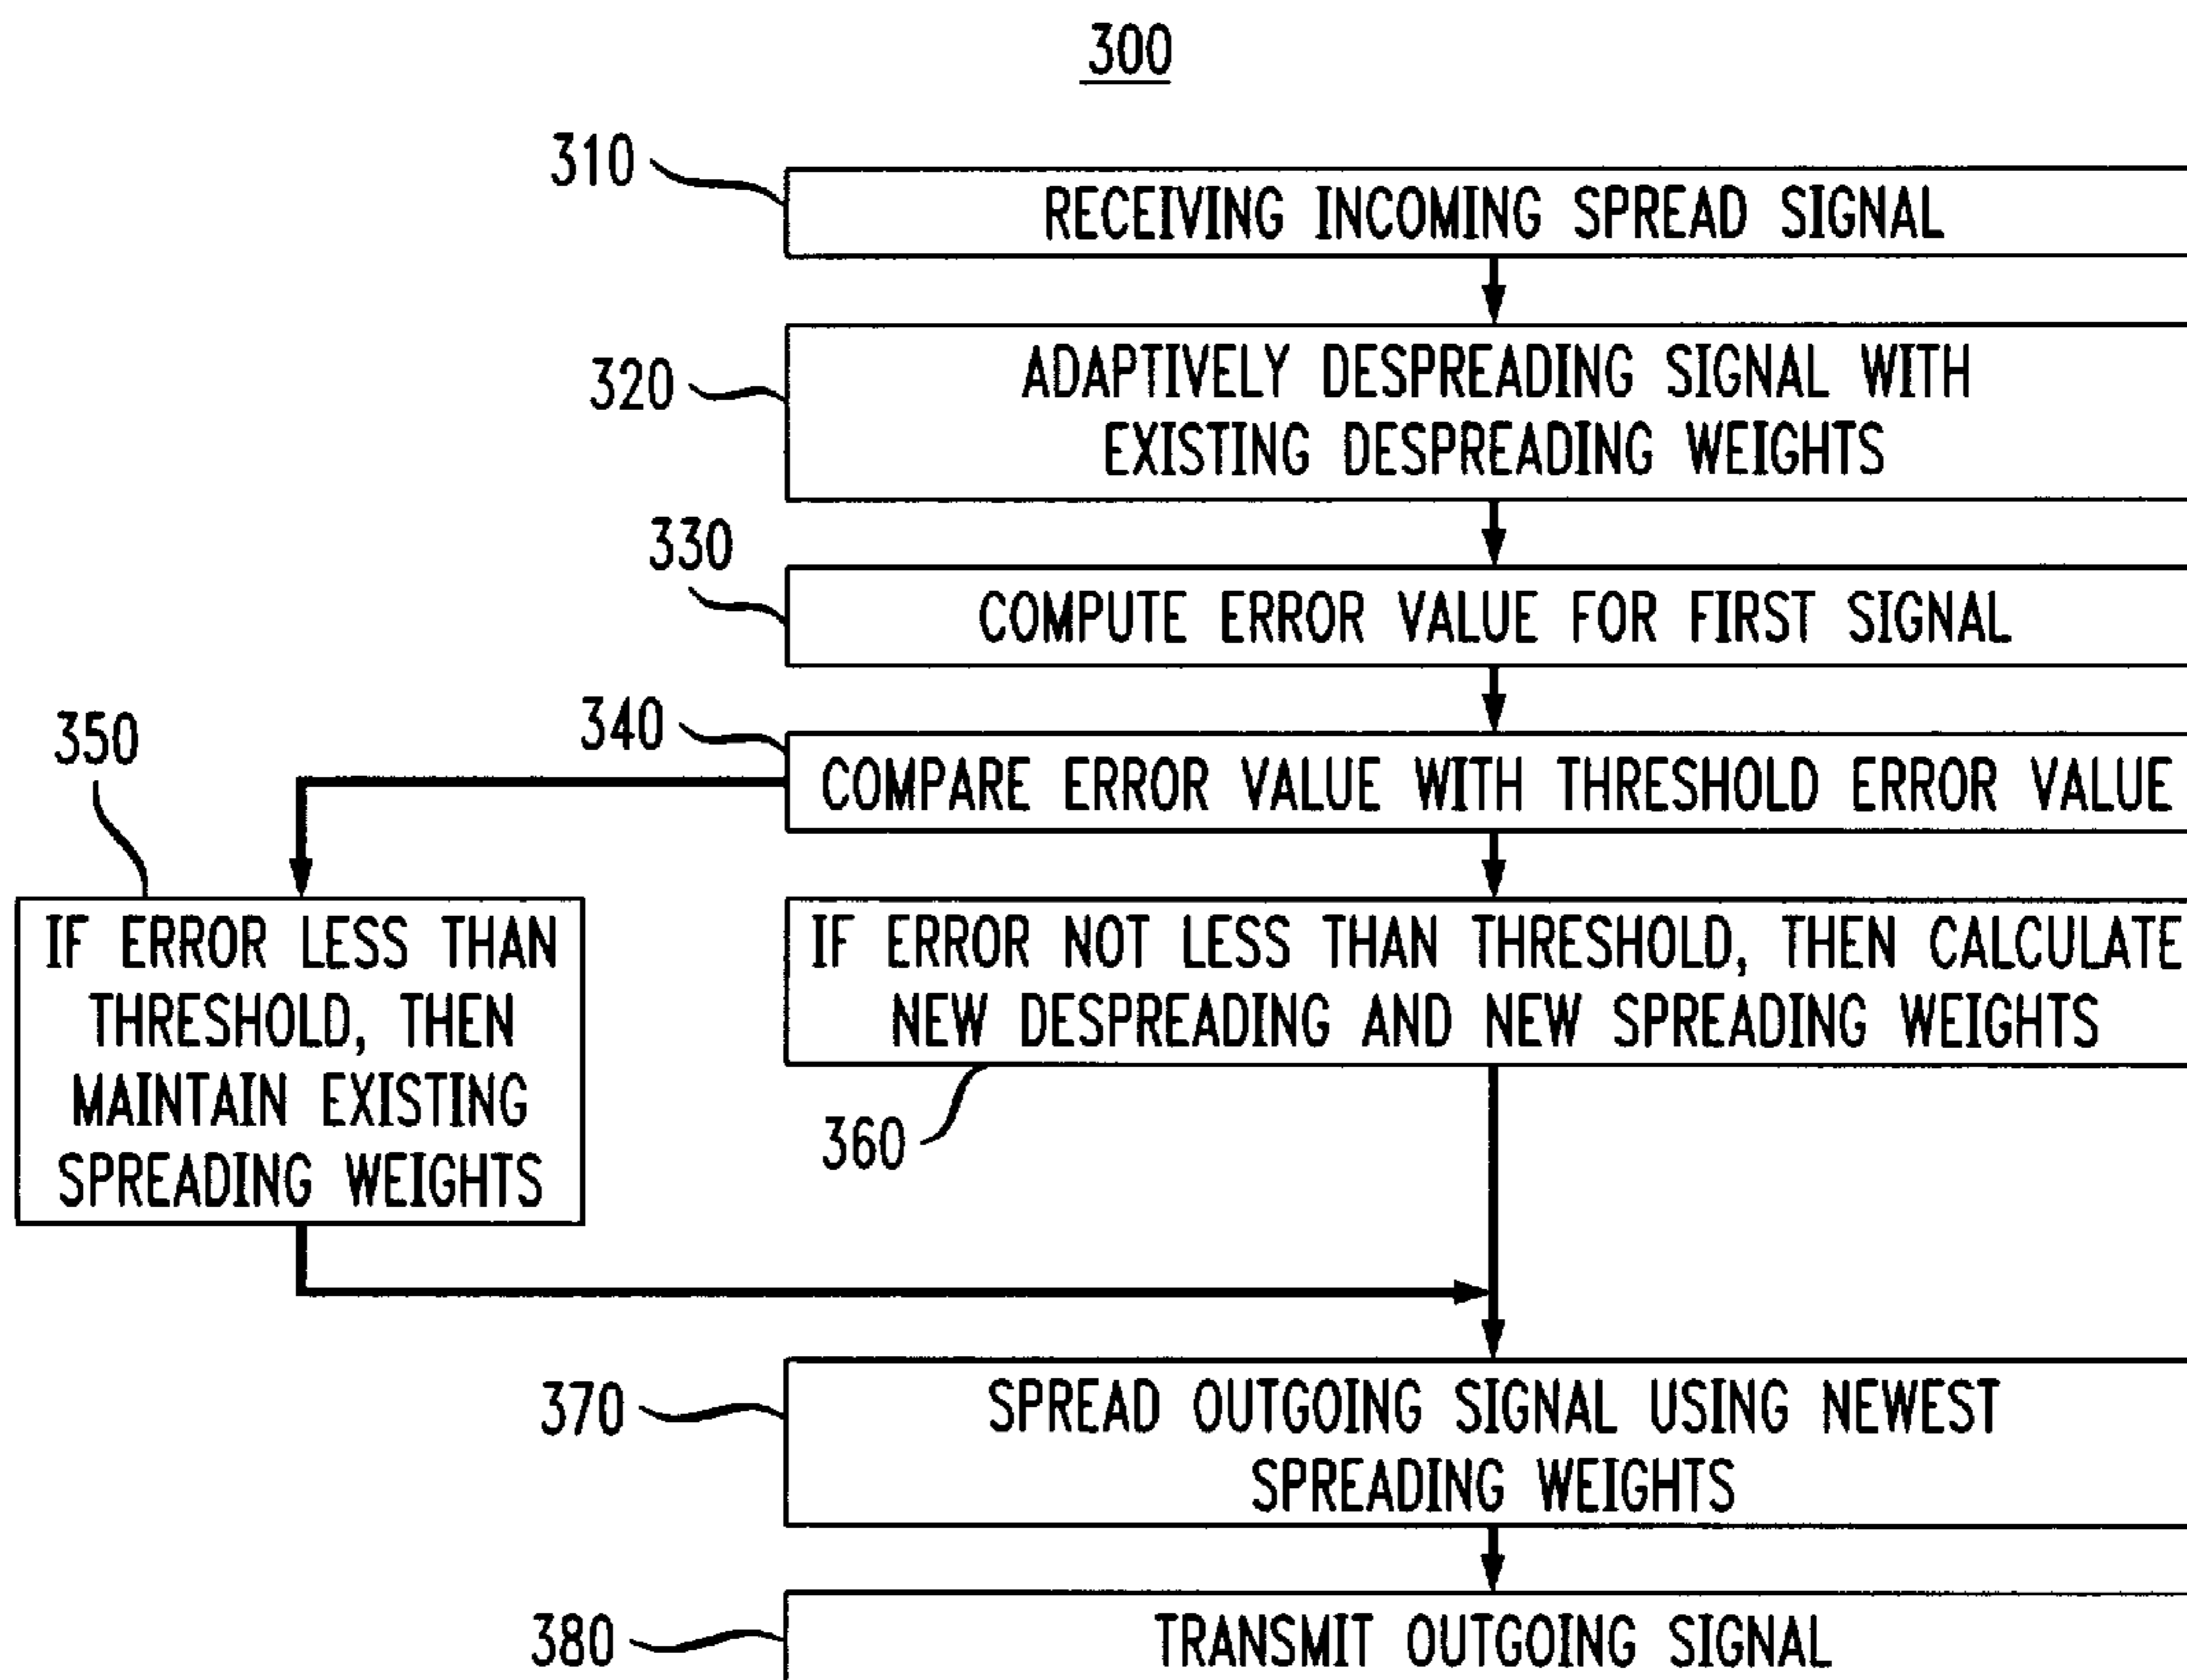 300
310
RECEIVING INCOMING SPREAD SIGNAL
320
ADAPTIVELY DESPREADING SIGNAL WITH
EXISTING DESPREADING WEIGHTS
330
COMPUTE ERROR VALUE FOR FIRST SIGNAL
340
COMPARE ERROR VALUE WITH THRESHOLD ERROR VALUE
350
IF ERROR LESS THAN
THRESHOLD, THEN
MAINTAIN EXISTING
SPREADING WEIGHTS
IF ERROR NOT LESS THAN THRESHOLD, THEN CALCULATE
NEW DESPREADING AND NEW SPREADING WEIGHTS
360
370
SPREAD OUTGOING SIGNAL USING NEWEST
SPREADING WEIGHTS
380
TRANSMIT OUTGOING SIGNAL